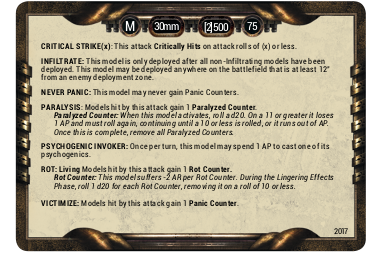 M 30mm 2|500 75
CRITICAL STRIKE(x): This attack Critically Hits on attack rolls of (x) or less.
INFILTRATE: This model is only deployed after all non-Infiltrating models have been
deployed. This model may be deployed anywhere on the battlefield that is at least 12"
from an enemy deployment zone.
NEVER PANIC: This model may never gain Panic Counters.
PARALYSIS: Models hit by this attack gain 1 Paralyzed Counter.
Paralyzed Counter: When this model activates, roll a d20. On a 11 or greater it loses
1 AP and must roll again, continuing until a 10 or less is rolled, or it runs out of AP.
Once this is complete, remove all Paralyzed Counters.
PSYCHOGENIC INVOKER: Once per turn, this model may spend 1 AP to cast one of its
psychogenics.
ROT: Living Models hit by this attack gain 1 Rot Counter.
Rot Counter: This model suffers -2 AR per Rot Counter. During the Lingering Effects
Phase, roll 1 d20 for each Rot Counter, removing it on a roll of 10 or less.
VICTIMIZE: Models hit by this attack gain 1 Panic Counter.
2017